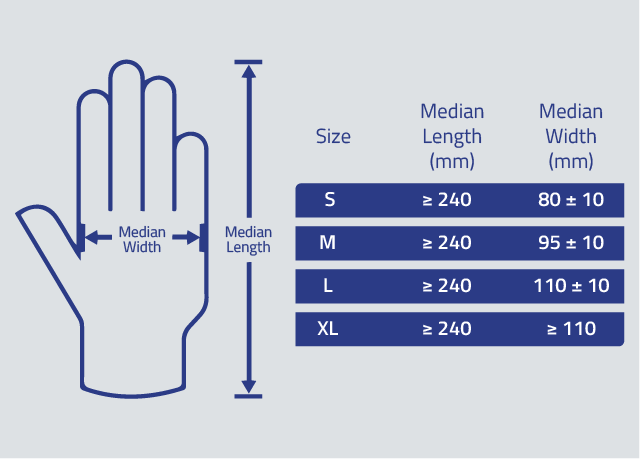 Median
Width
Median
Length
Size
Median
Length
(mm)
Median
Width
(mm)
S ≥ 240 80 ± 10
M ≥ 240 95 ± 10
L ≥ 240 110 ± 10
XL ≥ 240 ≥ 110